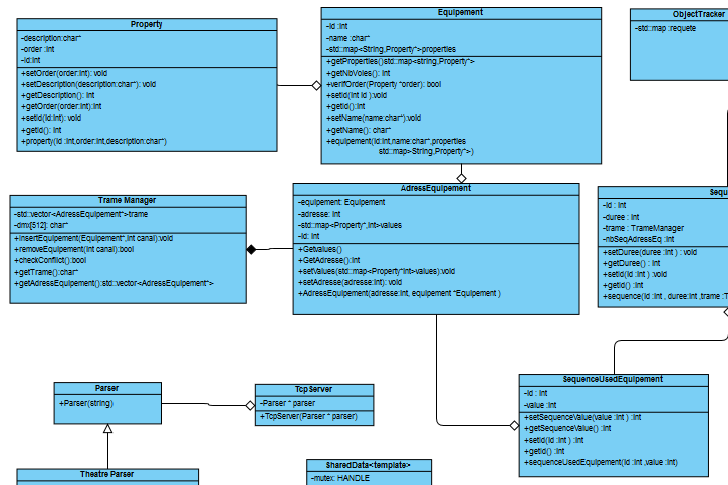 Property
-description:char*
-order :int
-id:int
+setOrder(order:int): void
+setDescription(description:char*): void
+getDescription(): int
+getOrder(order:int):int
+setId(id:int): void
+getId(): int
+property(id :int,order:int,description:char*)
Equipement
-id :int
-name :char*
-std::map<String,Property*>properties
+getProperties()std::map<string,Property*>
+getNbVoies(): int
+verifOrder(Property *order): bool
+setId(int id ):void
+getId():int
+setName(name:char*):void
+getName(): char*
+equipement(id:int,name:char*,properties
std::map>String,Property*>)
ObjectTracker
-std::map :requete
Trame Manager
-std::vector<AdressEquipement*>trame
-dmx[512]: char*
+insertEquipement(Equipement*,int canal):void
+removeEquipement(int canal):bool
+checkConflict():bool
+getTrame():char*
+getAdressEquipement():std::vector<AdressEquipement*>
AdressEquipement
-equipement: Equipement
-adresse: int
-std::map<Property*,int>values
-id: int
+Getvalues()
+GetAdresse():int
+setValues(std::map<Property*int>values):void
+setAdresse(adresse:int): void
+AdressEquipement(adresse:int, equipement *Equipement )
Sequ
-id : int
-duree : int
-trame : TrameManager
-nbSeqAdressEq :int
+setDuree(duree :int ) : void
+getDuree() : int
+setId(id :int ) :void
+getId() :int
+sequence(id :int , duree:int ,trame :T
Parser
+Parser(string)
TcpServer
-Parser * parser
+TcpServer(Parser * parser)
SequenceUsedEquipement
-id : int
-value :int
+setSequenceValue(value :int ) :int
+getSequenceValue() :int
+setId(id :int ) :int
+getId() :int
+sequenceUsedEquipement(id :int ,value :int)
Theatre Parser
SharedData<template>
-mutex: HANDLE